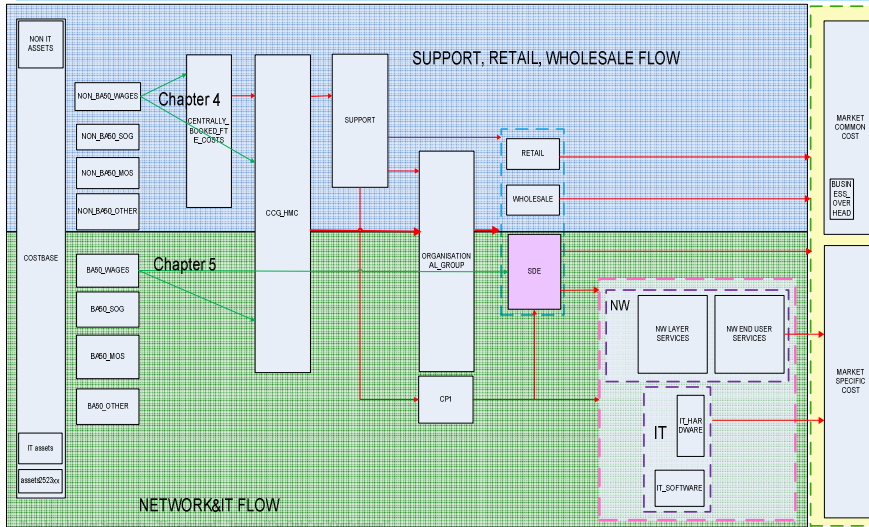 NON IT
ASSETS
COSTBASE
IT assets
assets2523xx
NON_BA50_WAGES
NON_BA50_SOG
NON_BA50_MOS
NON_BA50_OTHER
BA50_WAGES
BA50_SOG
BA50_MOS
BA50_OTHER
Chapter 4
Chapter 5
CENTRALLY_
BOOKED_FT
E_COSTS
CCG_HMC
SUPPORT
SUPPORT, RETAIL, WHOLESALE FLOW
ORGANISATION
AL_GROUP
CP1
RETAIL
WHOLESALE
SDE
NW
NW LAYER
SERVICES
NW END USER
SERVICES
IT
IT_HAR
DWARE
IT_SOFTWARE
MARKET
COMMON
COST
BUSIN
ESS_
OVER
HEAD
MARKET
SPECIFIC
COST
NETWORK&IT FLOW